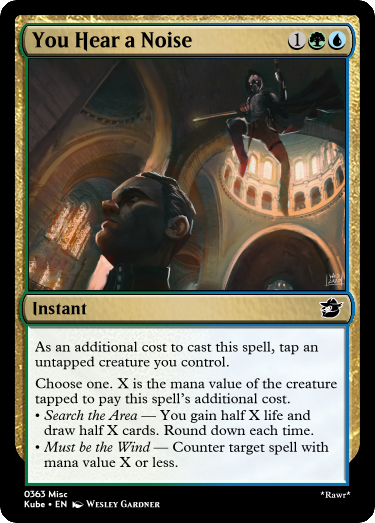 You Hear a Noise
1
Instant
As an additional cost to cast this spell, tap an
untapped creature you control.
Choose one. X is the mana value of the creature
tapped to pay this spell's additional cost.
• Search the Area — You gain half X life and
draw half X cards. Round down each time.
• Must be the Wind — Counter target spell with
mana value X or less.
0363 Misc
Kube • EN Wesley Gardner
*Rawr*